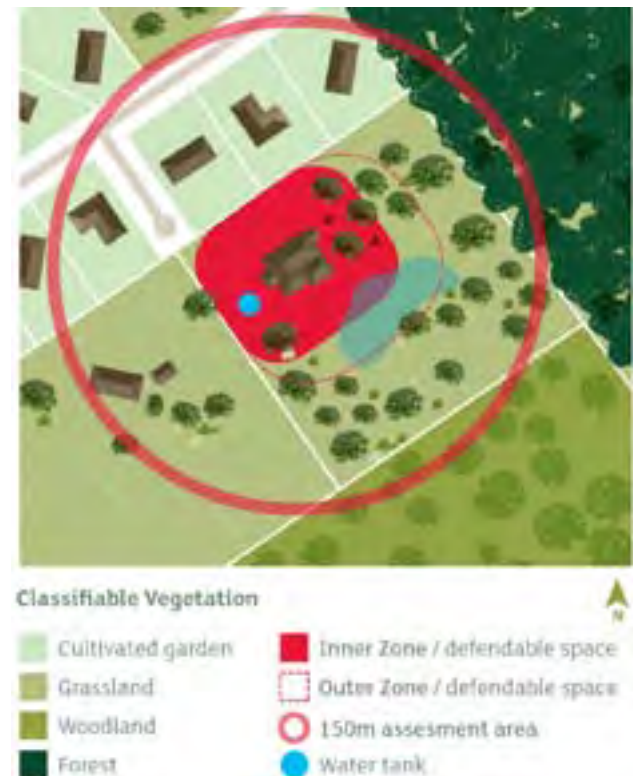 Classifiable Vegetation
N
Cultivated garden
Grassland
Woodland
Forest
Inner Zone / defendable space
Outer Zone / defendable space
150m assesment area
Water tank